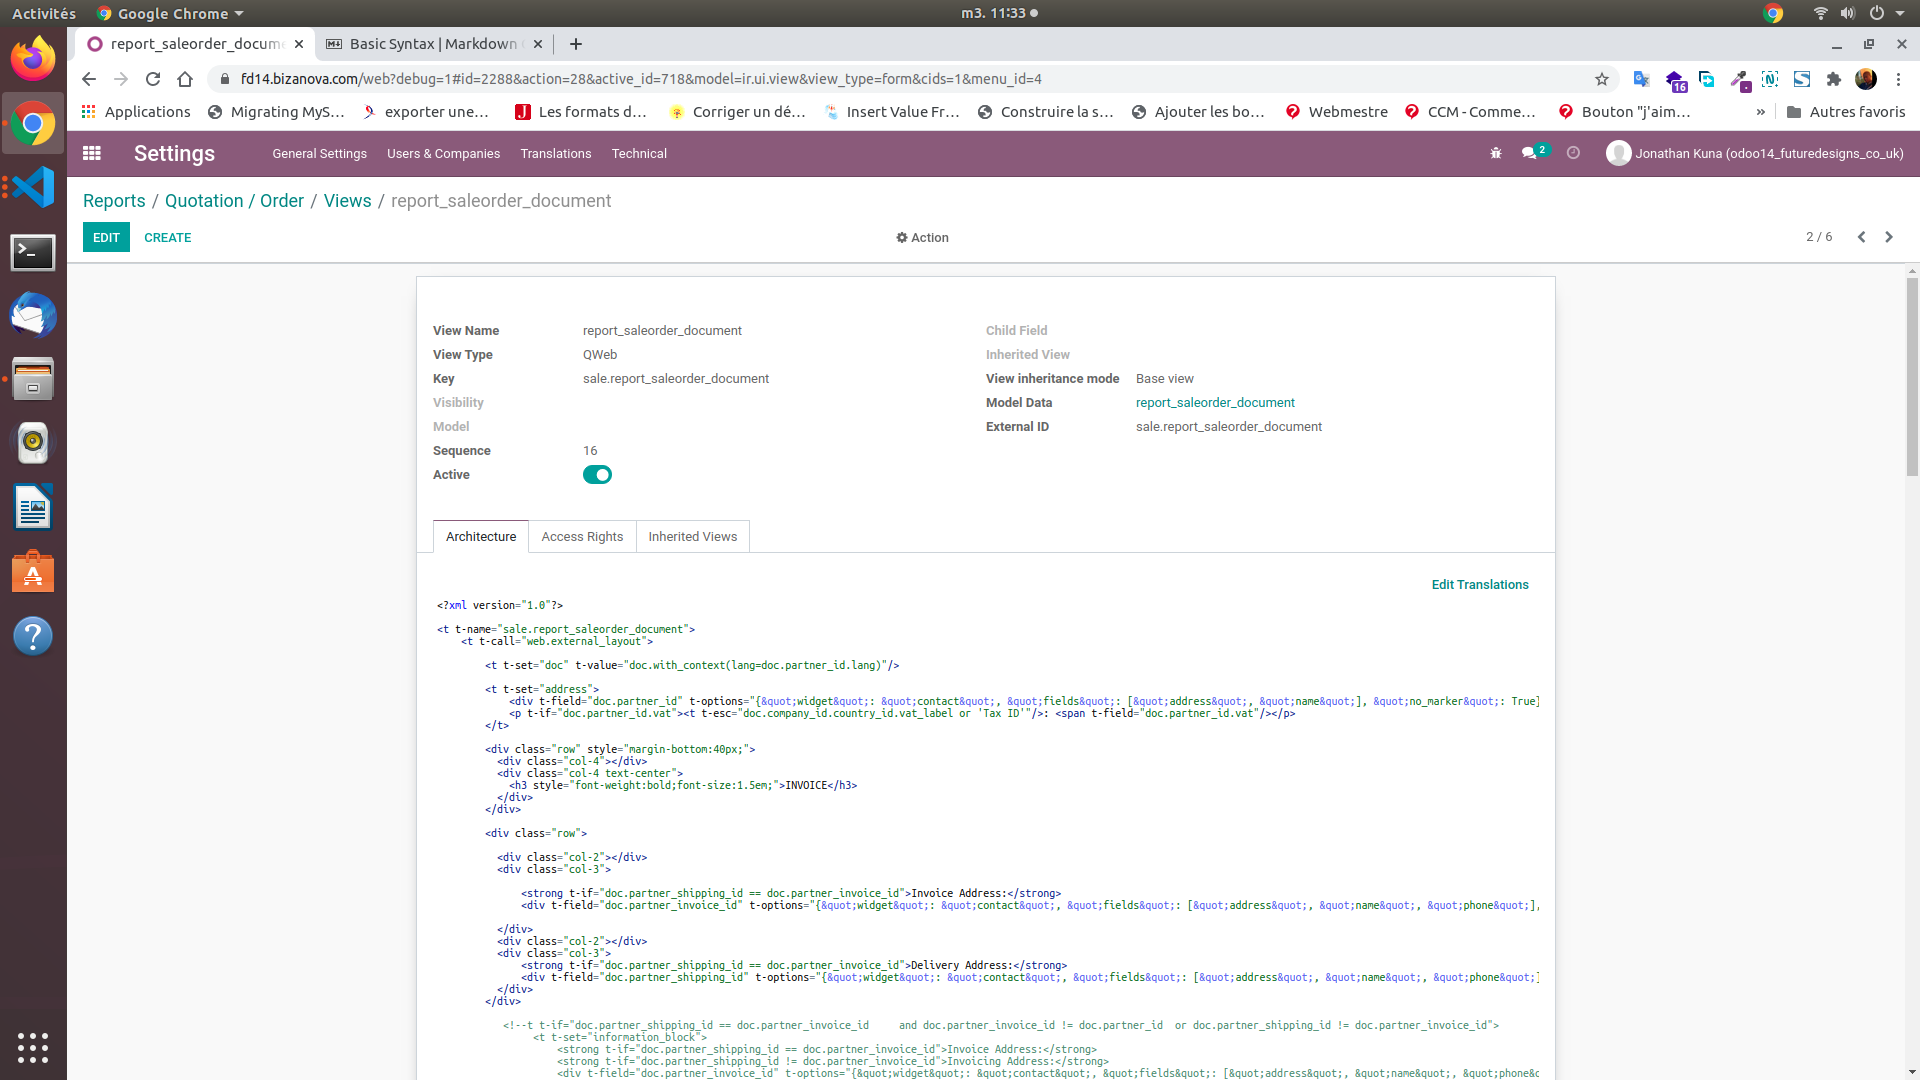 Activités
Google Chrome
m3. 11:33
report_saleorder_docum
Basic Syntax | Markdown
fd14.bizanova.com/web?debug=1#id=2288&action=28&active_id=718&model=ir.ui.view&view_type=form&cids=1&menu_id=4
16
Applications
Migrating MyS…
exporter une…
Les formats d…
Corriger un dé…
Insert Value Fr…
Construire la s…
Ajouter les bo…
Webmestre
CCM - Comme…
Bouton "j'aim…
»
Autres favoris
Settings
General Settings
Users & Companies
Translations
Technical
2
Jonathan Kuna (odoo14_futuredesigns_co_uk)
Reports / Quotation / Order / Views / report_saleorder_document
EDIT
CREATE
Action
2 / 6
View Name report_saleorder_document
View Type QWeb
Key sale.report_saleorder_document
Visibility
Model
Sequence 16
Active
Child Field
Inherited View
View inheritance mode Base view
Model Data report_saleorder_document
External ID sale.report_saleorder_document
Architecture
Access Rights
Inherited Views
Edit Translations
<?xml version="1.0"?>
<t t-name="sale.report_saleorder_document">
<t t-call="web.external_layout">
<t t-set="doc" t-value="doc.with_context(lang=doc.partner_id.lang)"/>
<t t-set="address">
<div t-field="doc.partner_id" t-options="{&quot;widget&quot;: &quot;contact&quot;, &quot;fields&quot;: [&quot;address&quot;, &quot;name&quot;], &quot;no_marker&quot;: True}
<p t-if="doc.partner_id.vat"><t t-esc="doc.company_id.country_id.vat_label or 'Tax ID'"/>: <span t-field="doc.partner_id.vat"/></p>
</t>
<div class="row" style="margin-bottom:40px;">
<div class="col-4"></div>
<div class="col-4 text-center">
<h3 style="font-weight:bold;font-size:1.5em;">INVOICE</h3>
</div>
</div>
<div class="row">
<div class="col-2"></div>
<div class="col-3">
<strong t-if="doc.partner_shipping_id == doc.partner_invoice_id">Invoice Address:</strong>
<div t-field="doc.partner_invoice_id" t-options="{&quot;widget&quot;: &quot;contact&quot;, &quot;fields&quot;: [&quot;address&quot;, &quot;name&quot;, &quot;phone&quot;],
</div>
<div class="col-2"></div>
<div class="col-3">
<strong t-if="doc.partner_shipping_id == doc.partner_invoice_id">Delivery Address:</strong>
<div t-field="doc.partner_shipping_id" t-options="{&quot;widget&quot;: &quot;contact&quot;, &quot;fields&quot;: [&quot;address&quot;, &quot;name&quot;, &quot;phone&quot;]
</div>
</div>
<!--t t-if="doc.partner_shipping_id == doc.partner_invoice_id and doc.partner_invoice_id != doc.partner_id or doc.partner_shipping_id != doc.partner_invoice_id">
<t t-set="information_block">
<strong t-if="doc.partner_shipping_id == doc.partner_invoice_id">Invoice Address:</strong>
<strong t-if="doc.partner_shipping_id != doc.partner_invoice_id">Invoicing Address:</strong>
<div t-field="doc.partner_invoice_id" t-options="{&quot;widget&quot;: &quot;contact&quot;, &quot;fields&quot;: [&quot;address&quot;, &quot;name&quot;, &quot;phone&